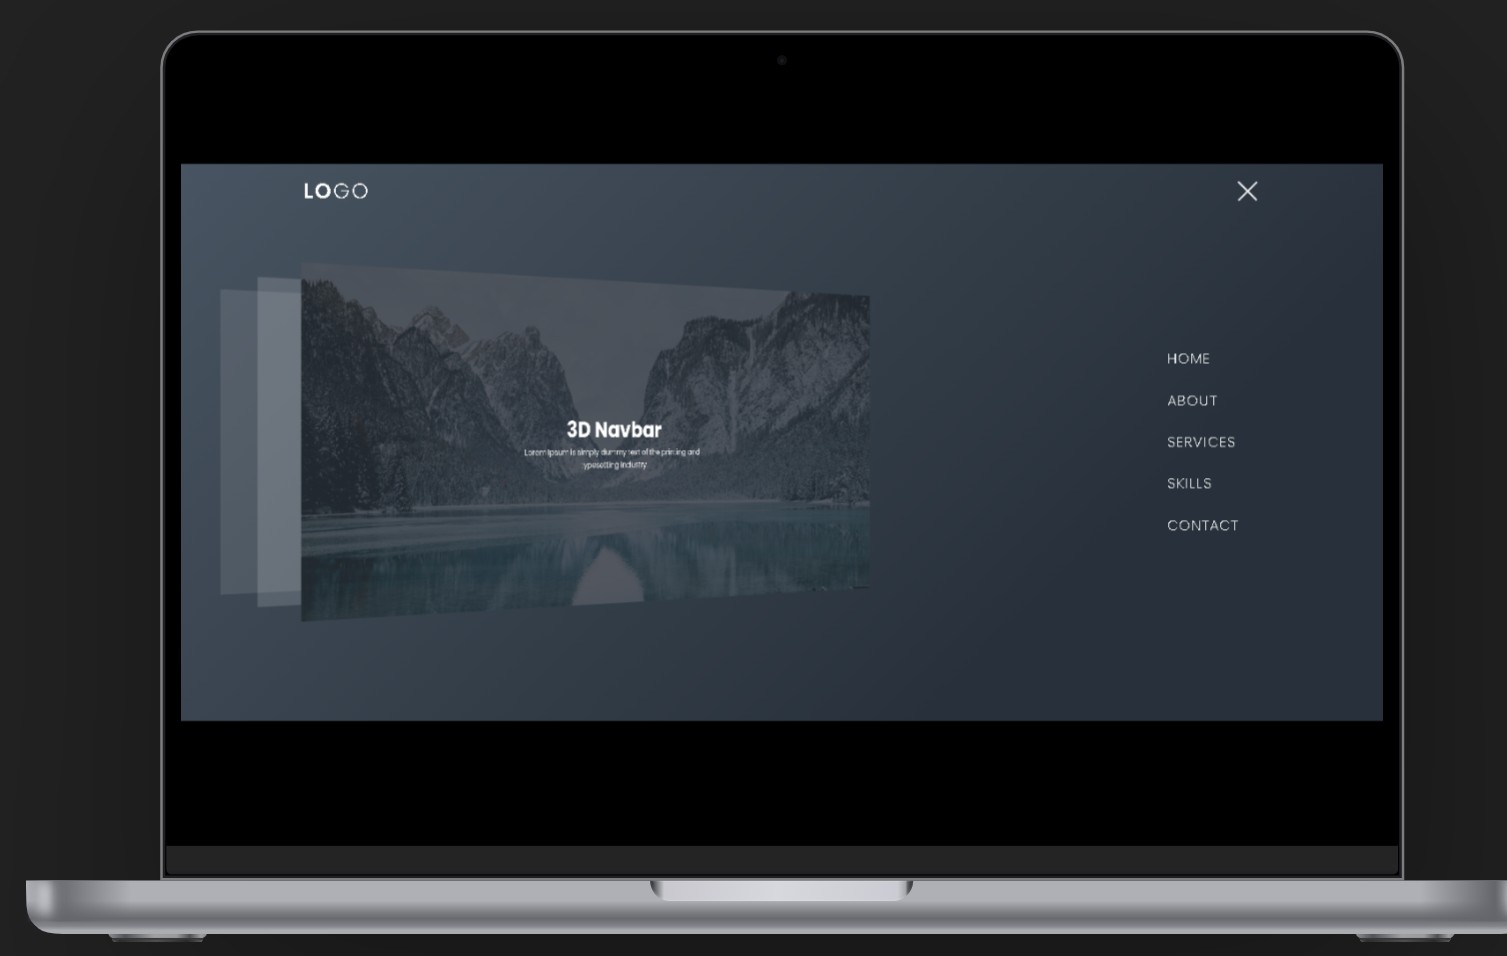 LOGO
3D Navbar
Lorem Ipsum is simply dummy text of the printing and
typesetting industry.
HOME
ABOUT
SERVICES
SKILLS
CONTACT